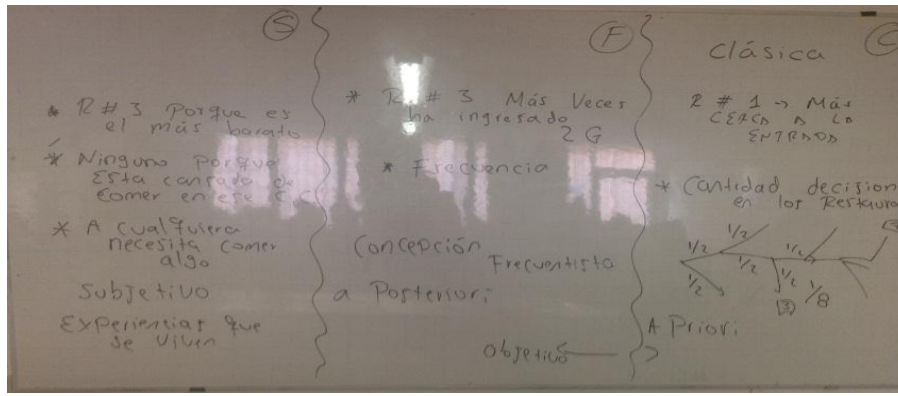 S
* R#3 Porque es
el más barato
* Ninguno porque
Esta cansado de
Comer en ese C.C
* A cualquiera
necesita comer
algo
Subjetivo
Experiencias que
se viven
F
* R. # 3 Más Veces
ha ingresado
2 G
* Frecuencia
Concepción
Frecuentista
a Posteriori
Objetivo
Clásica
C
R # 1 → Más
CERCA A LA
ENTRADA
* Cantidad decision
en los Restaura
1/2 1/2 1/2
1/2 1/2 1/2 1/8
3
A Priori